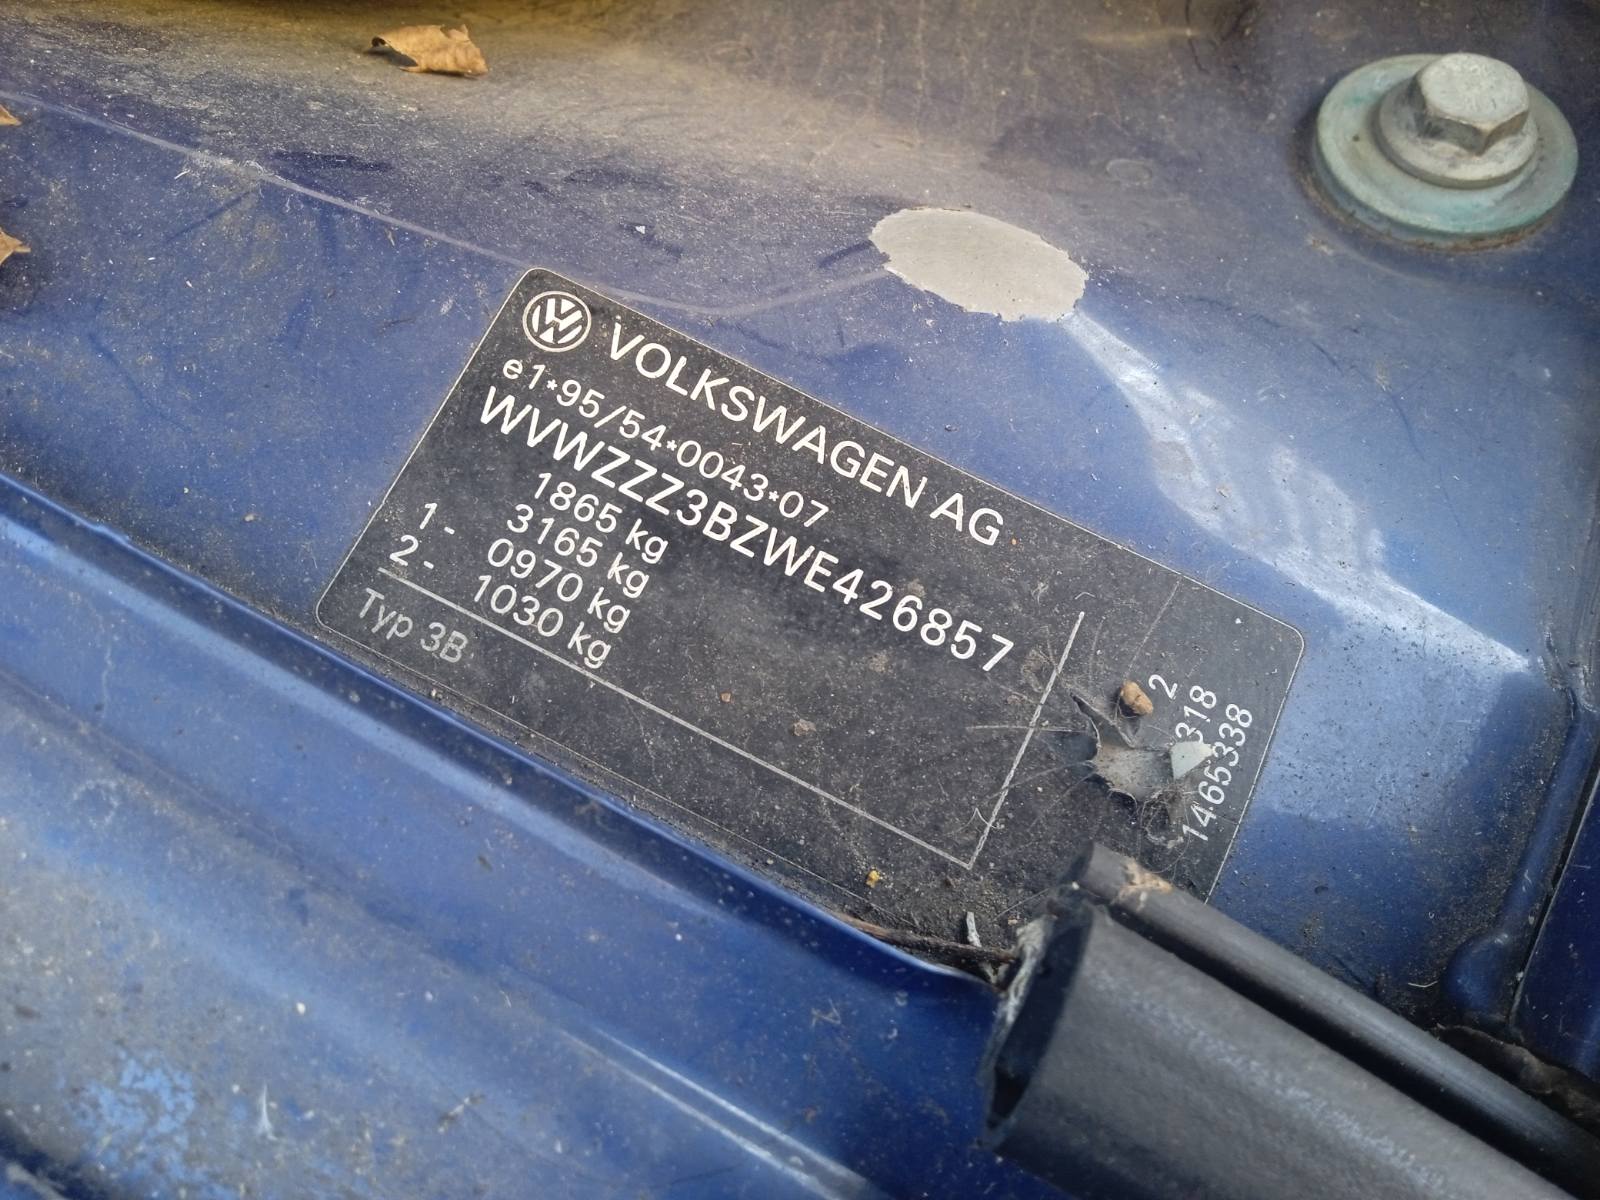 VOLKSWAGEN AG
e1*95/54*0043*07
WVWZZZ3BZWE426857
1865 kg
3165 kg
1- 0970 kg
2- 1030 kg
Typ 3B
2
318
1465338